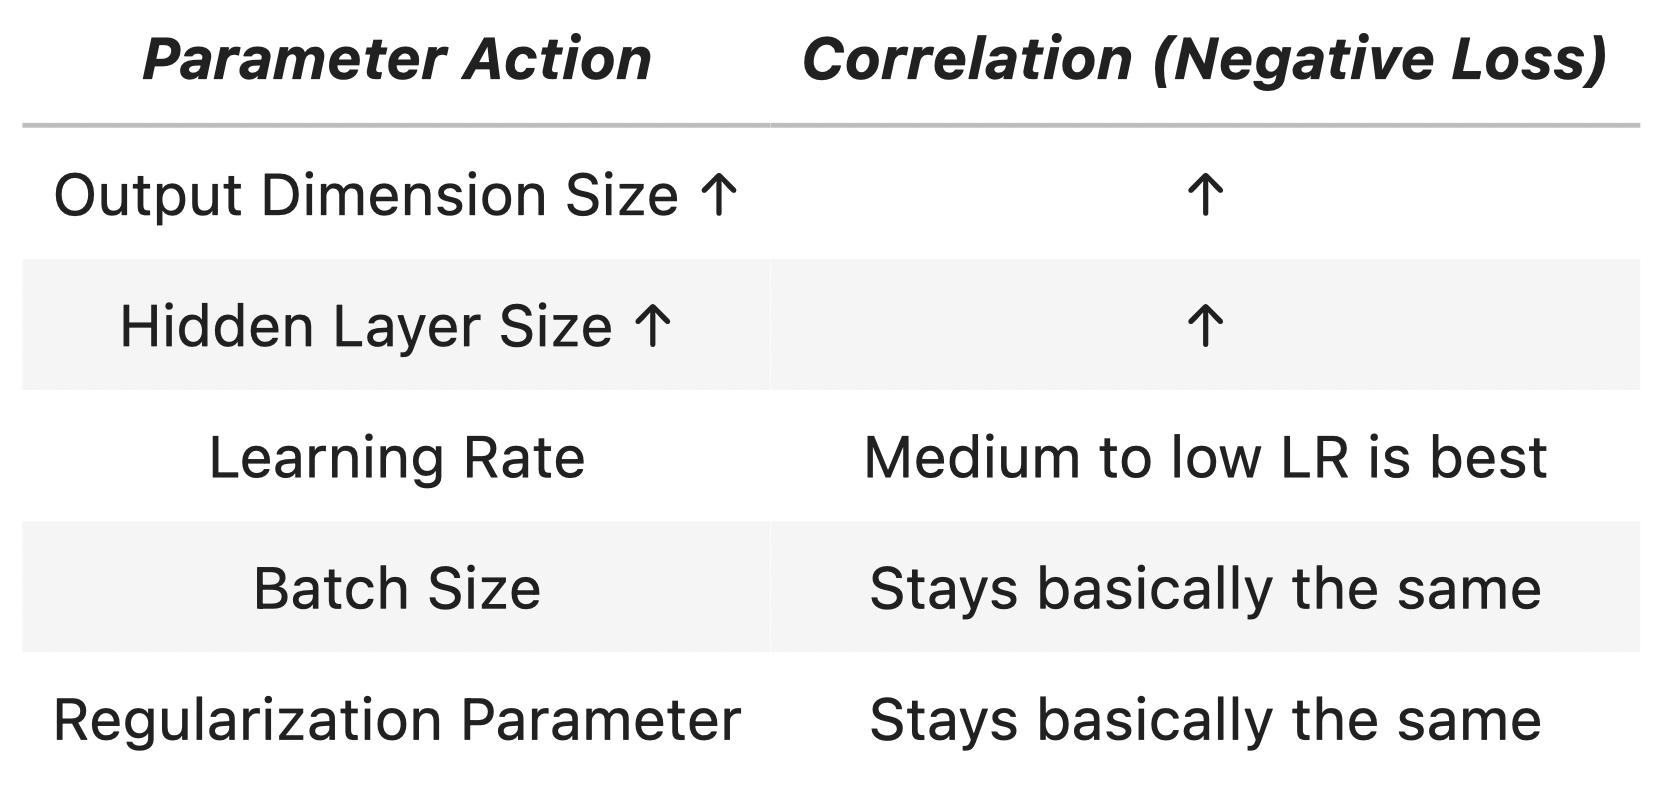 Parameter Action Correlation (Negative Loss)
Output Dimension Size ↑ ↑
Hidden Layer Size ↑ ↑
Learning Rate Medium to low LR is best
Batch Size Stays basically the same
Regularization Parameter Stays basically the same